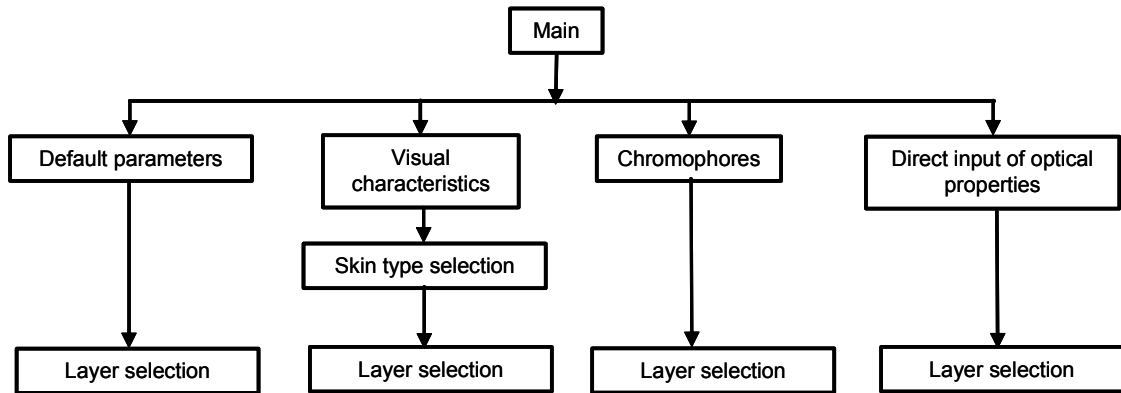 Main
Default parameters
Visual
characteristics
Chromophores
Direct input of optical
properties
Skin type selection
Layer selection
Layer selection
Layer selection
Layer selection